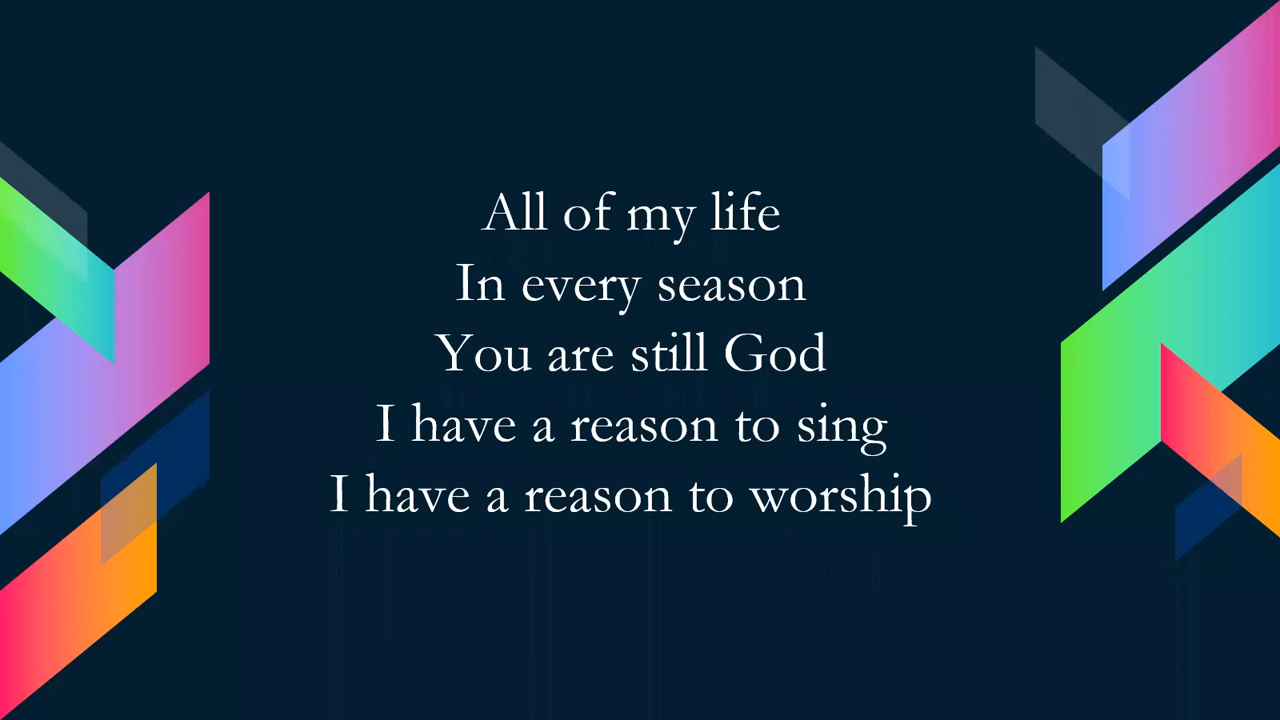 All of my life
In every season
You are still God
I have a reason to sing
I have a reason to worship